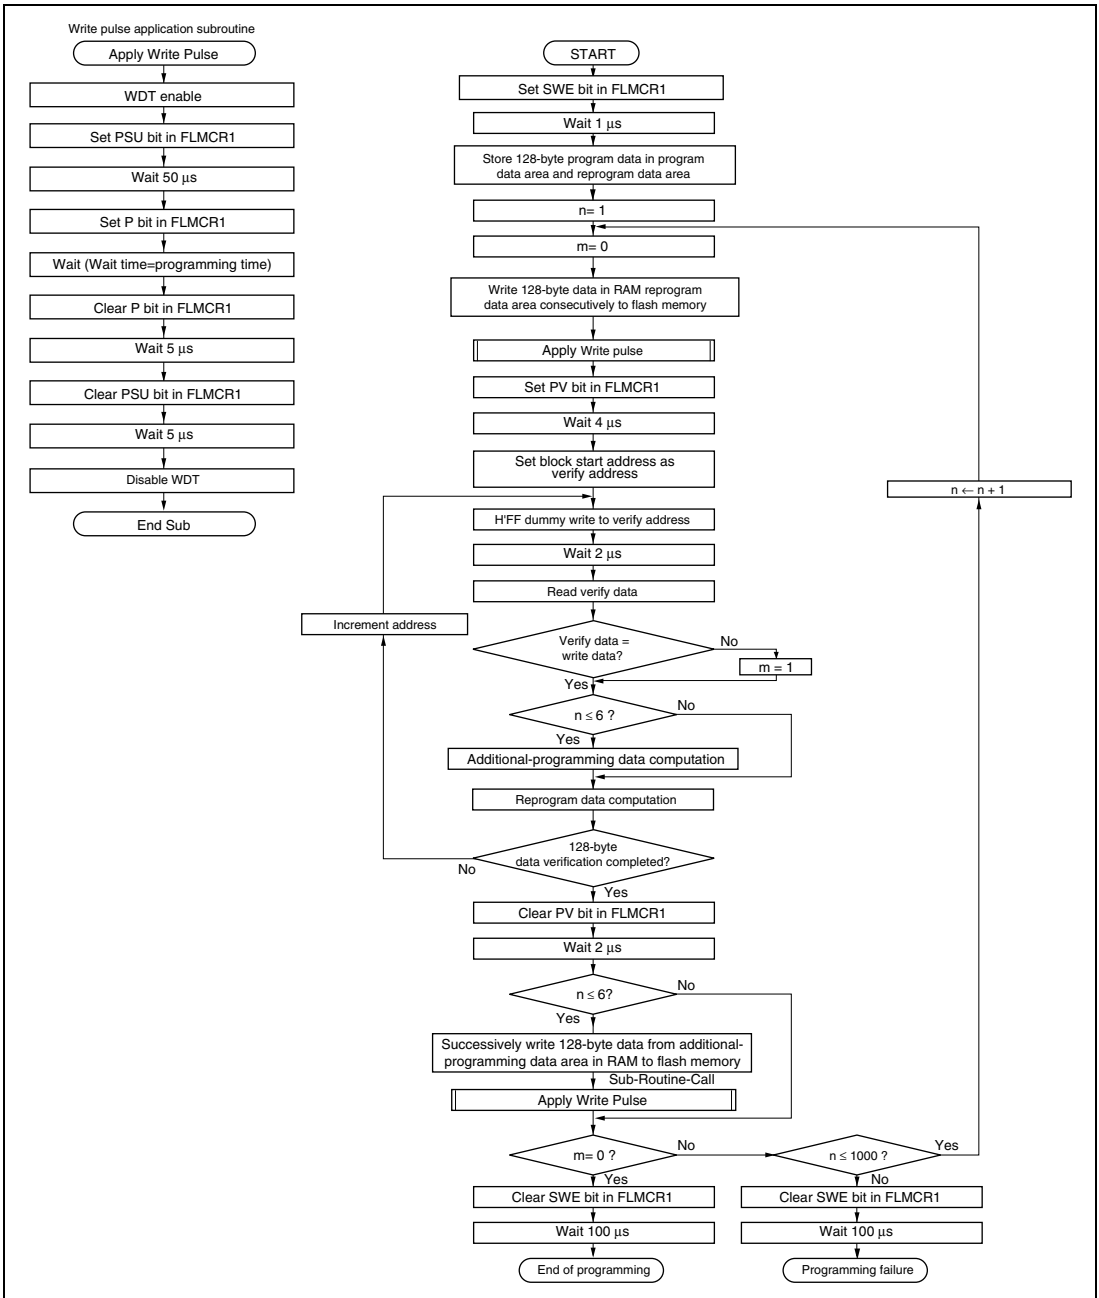 Write pulse application subroutine
Apply Write Pulse
WDT enable
Set PSU bit in FLMCR1
Wait 50 μs
Set P bit in FLMCR1
Wait (Wait time=programming time)
Clear P bit in FLMCR1
Wait 5 μs
Clear PSU bit in FLMCR1
Wait 5 μs
Disable WDT
End Sub
START
Set SWE bit in FLMCR1
Wait 1 μs
Store 128-byte program data in program
data area and reprogram data area
n= 1
m= 0
Write 128-byte data in RAM reprogram
data area consecutively to flash memory
Apply Write pulse
Set PV bit in FLMCR1
Wait 4 μs
Set block start address as
verify address
n ← n + 1
H'FF dummy write to verify address
Wait 2 μs
Read verify data
Increment address
Verify data =
write data?
No
m = 1
Yes
n ≤ 6 ?
No
Yes
Additional-programming data computation
Reprogram data computation
128-byte
data verification completed?
No
Yes
Clear PV bit in FLMCR1
Wait 2 μs
n ≤ 6?
No
Yes
Successively write 128-byte data from additional-
programming data area in RAM to flash memory
Sub-Routine-Call
Apply Write Pulse
m= 0 ?
No
n ≤ 1000 ?
Yes
Yes
No
Clear SWE bit in FLMCR1
Clear SWE bit in FLMCR1
Wait 100 μs
Wait 100 μs
End of programming
Programming failure